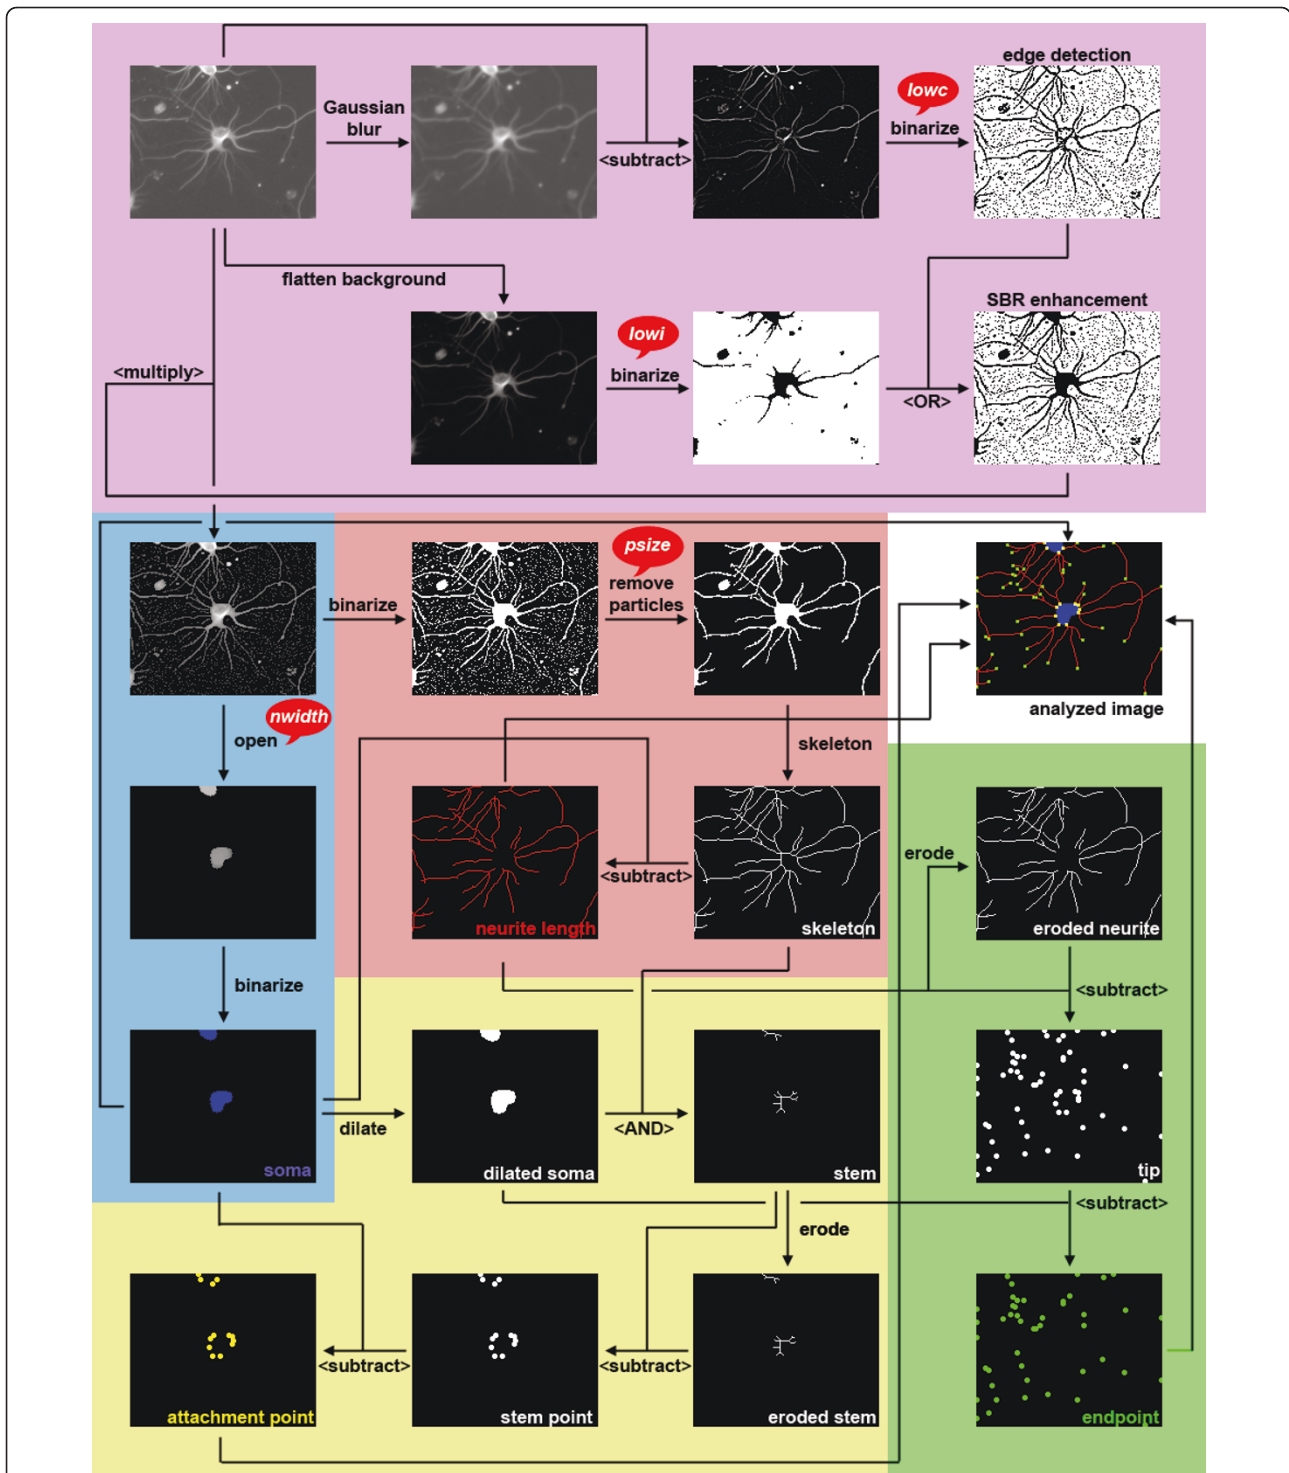 edge detection
Gaussian
blur
<subtract>
lowc
binarize
flatten background
SBR enhancement
<multiply>
lowi
binarize
<OR>
binarize
psize
remove
particles
analyzed image
nwidth
open
skeleton
neurite length
<subtract>
skeleton
erode
eroded neurite
binarize
<subtract>
soma
dilate
dilated soma
<AND>
stem
tip
<subtract>
erode
attachment point
<subtract>
stem point
<subtract>
eroded stem
endpoint